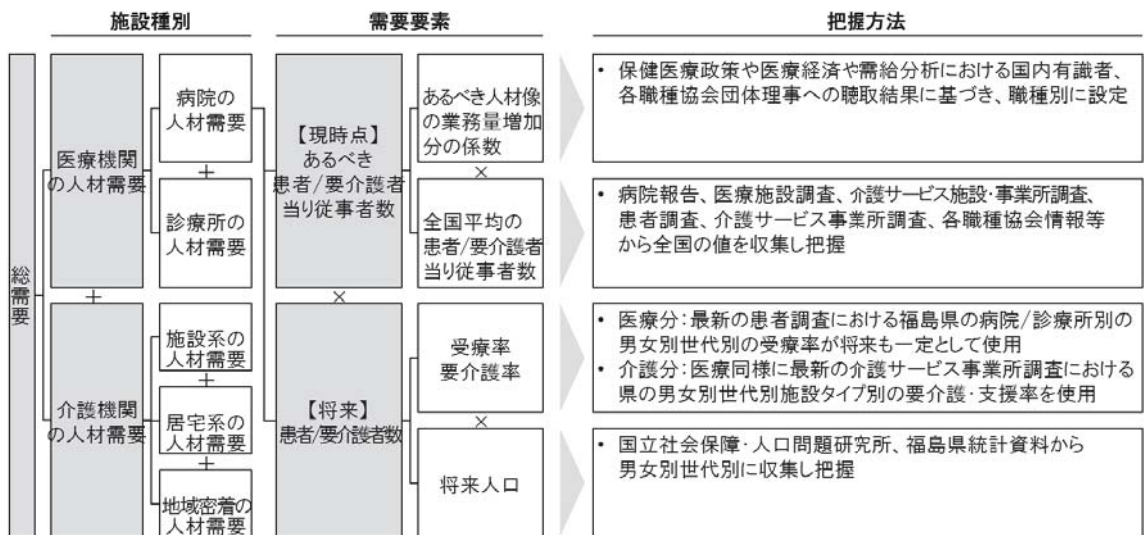 施設種別
需要要素
把握方法
総需要
医療機関
の人材需要
+
介護機関
の人材需要
病院の
人材需要
+
診療所の
人材需要
施設系の
人材需要
+
居宅系の
人材需要
+
地域密着の
人材需要
【現時点】
あるべき
患者/要介護者
当り従事者数
×
【将来】
患者/要介護者数
あるべき人材像
の業務量増加
分の係数
×
全国平均の
患者/要介護者
当り従事者数
受療率
要介護率
×
将来人口
• 保健医療政策や医療経済や需給分析における国内有識者、
各職種協会団体理事への聴取結果に基づき、職種別に設定
• 病院報告、医療施設調査、介護サービス施設・事業所調査、
患者調査、介護サービス事業所調査、各職種協会情報等
から全国の値を収集し把握
• 医療分:最新の患者調査における福島県の病院/診療所別の
男女別世代別の受療率が将来も一定として使用
• 介護分:医療同様に最新の介護サービス事業所調査における
県の男女別世代別施設タイプ別の要介護・支援率を使用
• 国立社会保障・人口問題研究所、福島県統計資料から
男女別世代別に収集し把握